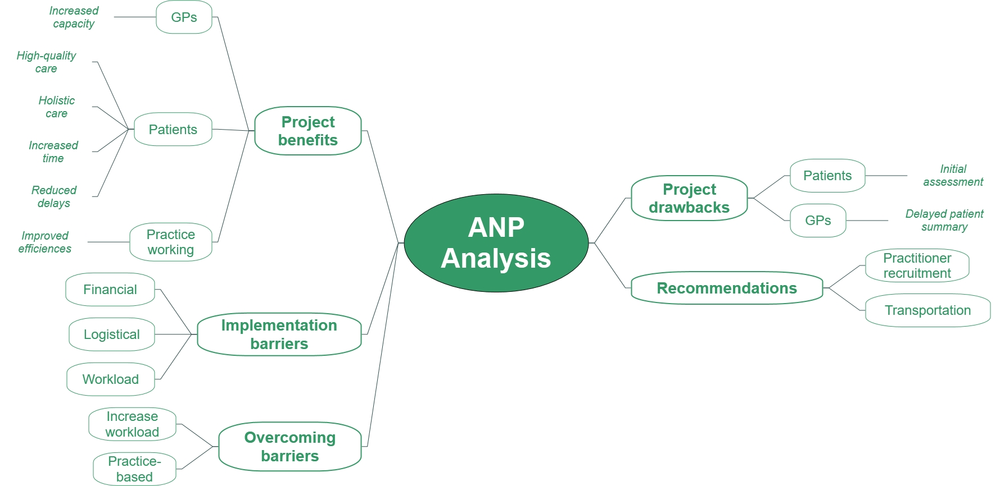 Increased
capacity
GPs
High-quality
care
Holistic
care
Increased
time
Reduced
delays
Patients
Improved
efficiences
Practice
working
Project
benefits
Financial
Logistical
Workload
Implementation
barriers
Increase
workload
Practice-
based
Overcoming
barriers
ANP
Analysis
Project
drawbacks
Patients
Initial
assessment
GPs
Delayed patient
summary
Recommendations
Practitioner
recruitment
Transportation